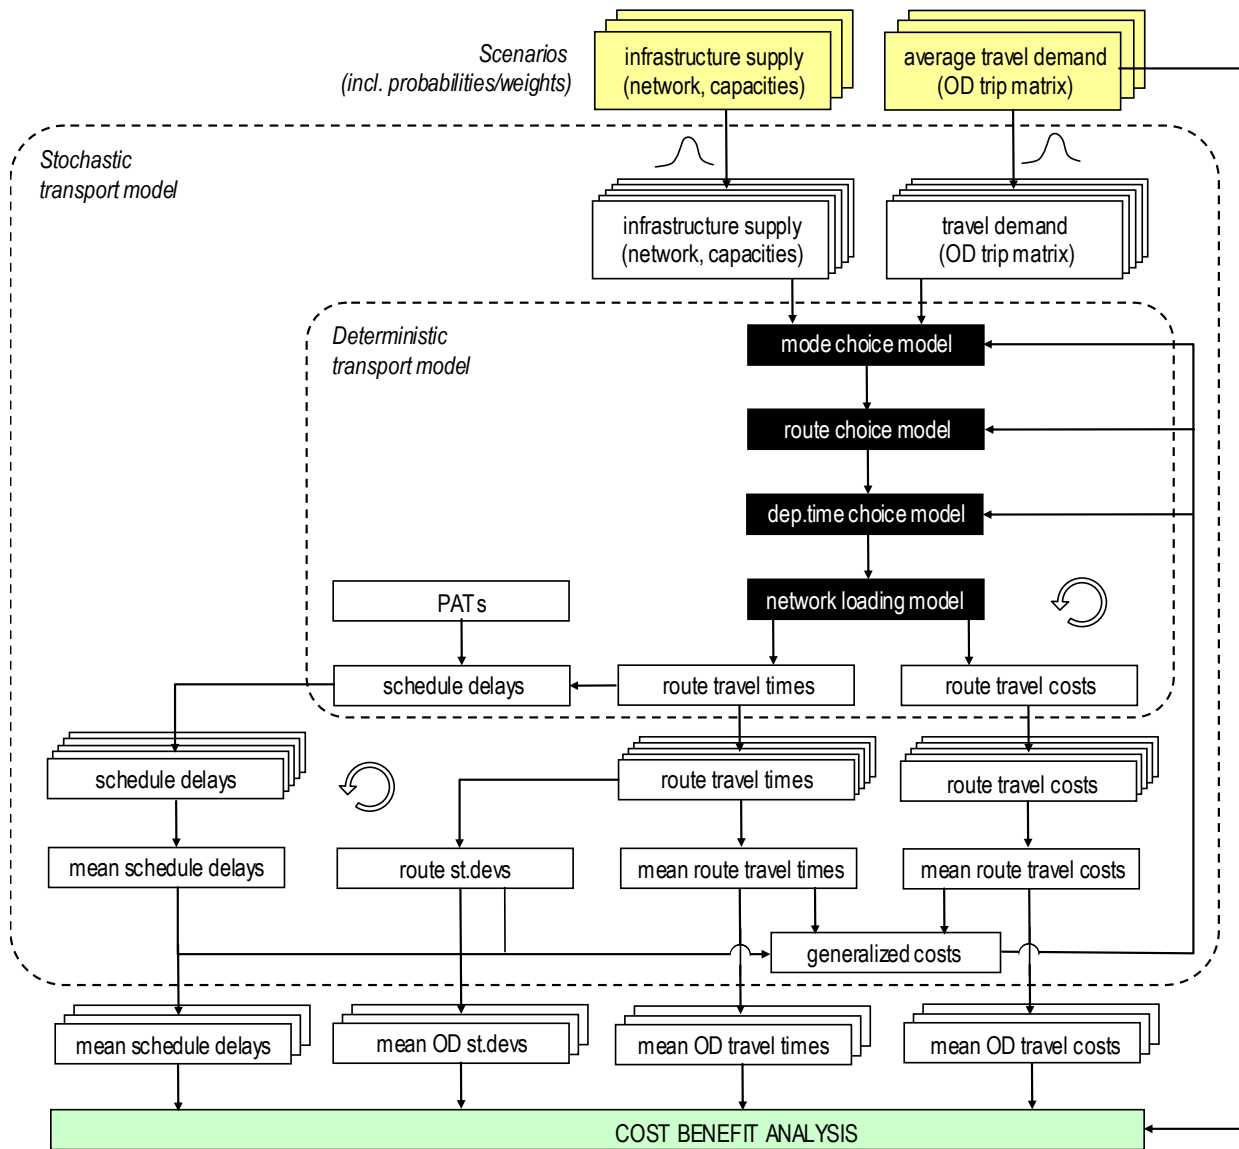 Scenarios
(incl. probabilities/weights)
infrastructure supply
(network, capacities)
average travel demand
(OD trip matrix)
Stochastic
transport model
infrastructure supply
(network, capacities)
travel demand
(OD trip matrix)
Deterministic
transport model
mode choice model
route choice model
dep.time choice model
network loading model
PATs
schedule delays
route travel times
route travel costs
schedule delays
route travel times
route travel costs
mean schedule delays
route st.devs
mean route travel times
mean route travel costs
generalized costs
mean schedule delays
mean OD st.devs
mean OD travel times
mean OD travel costs
COST BENEFIT ANALYSIS